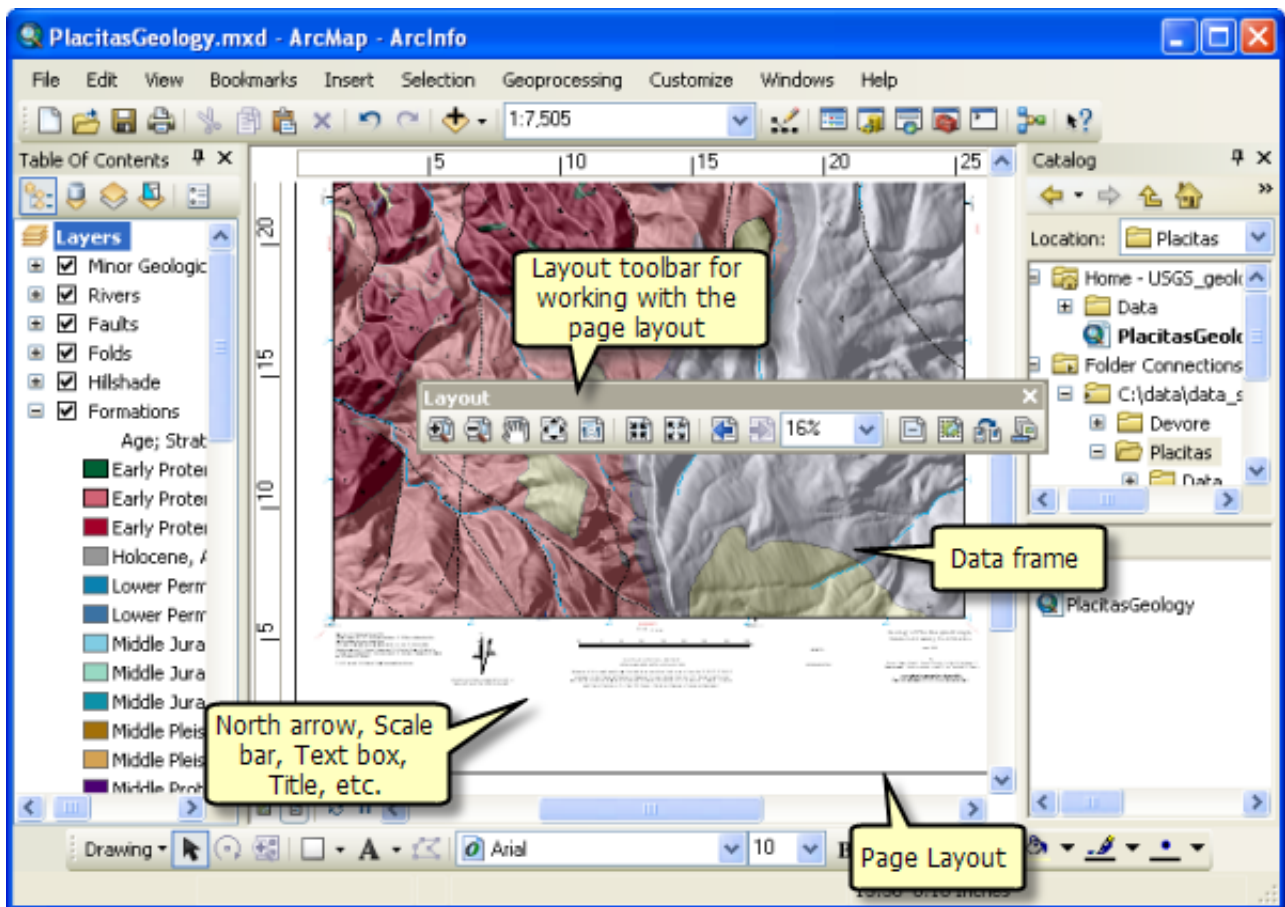 PlacitasGeology.mxd - ArcMap - ArcInfo
File Edit View Bookmarks Insert Selection Geoprocessing Customize Windows Help
1:7,505
Table Of Contents
Layers
Minor Geologic
Rivers
Faults
Folds
Hillshade
Formations
Age; Strat
Early Proter
Early Proter
Early Proter
Holocene, A
Lower Perm
Lower Perm
Middle Jura
Middle Jura
Middle Jura
Middle Pleis
Middle Pleis
Middle Prot
5 10 15 20 25
20
15
10
5
Layout toolbar for
working with the
page layout
Layout
16%
Data frame
North arrow, Scale
bar, Text box,
Title, etc.
Page Layout
Catalog
Location: Placitas
Home - USGS_geolo
Data
PlacitasGeolo
Folder Connections
C:\data\data_s
Devore
Placitas
Data
PlacitasGeology
Drawing A Arial 10 B
Inches